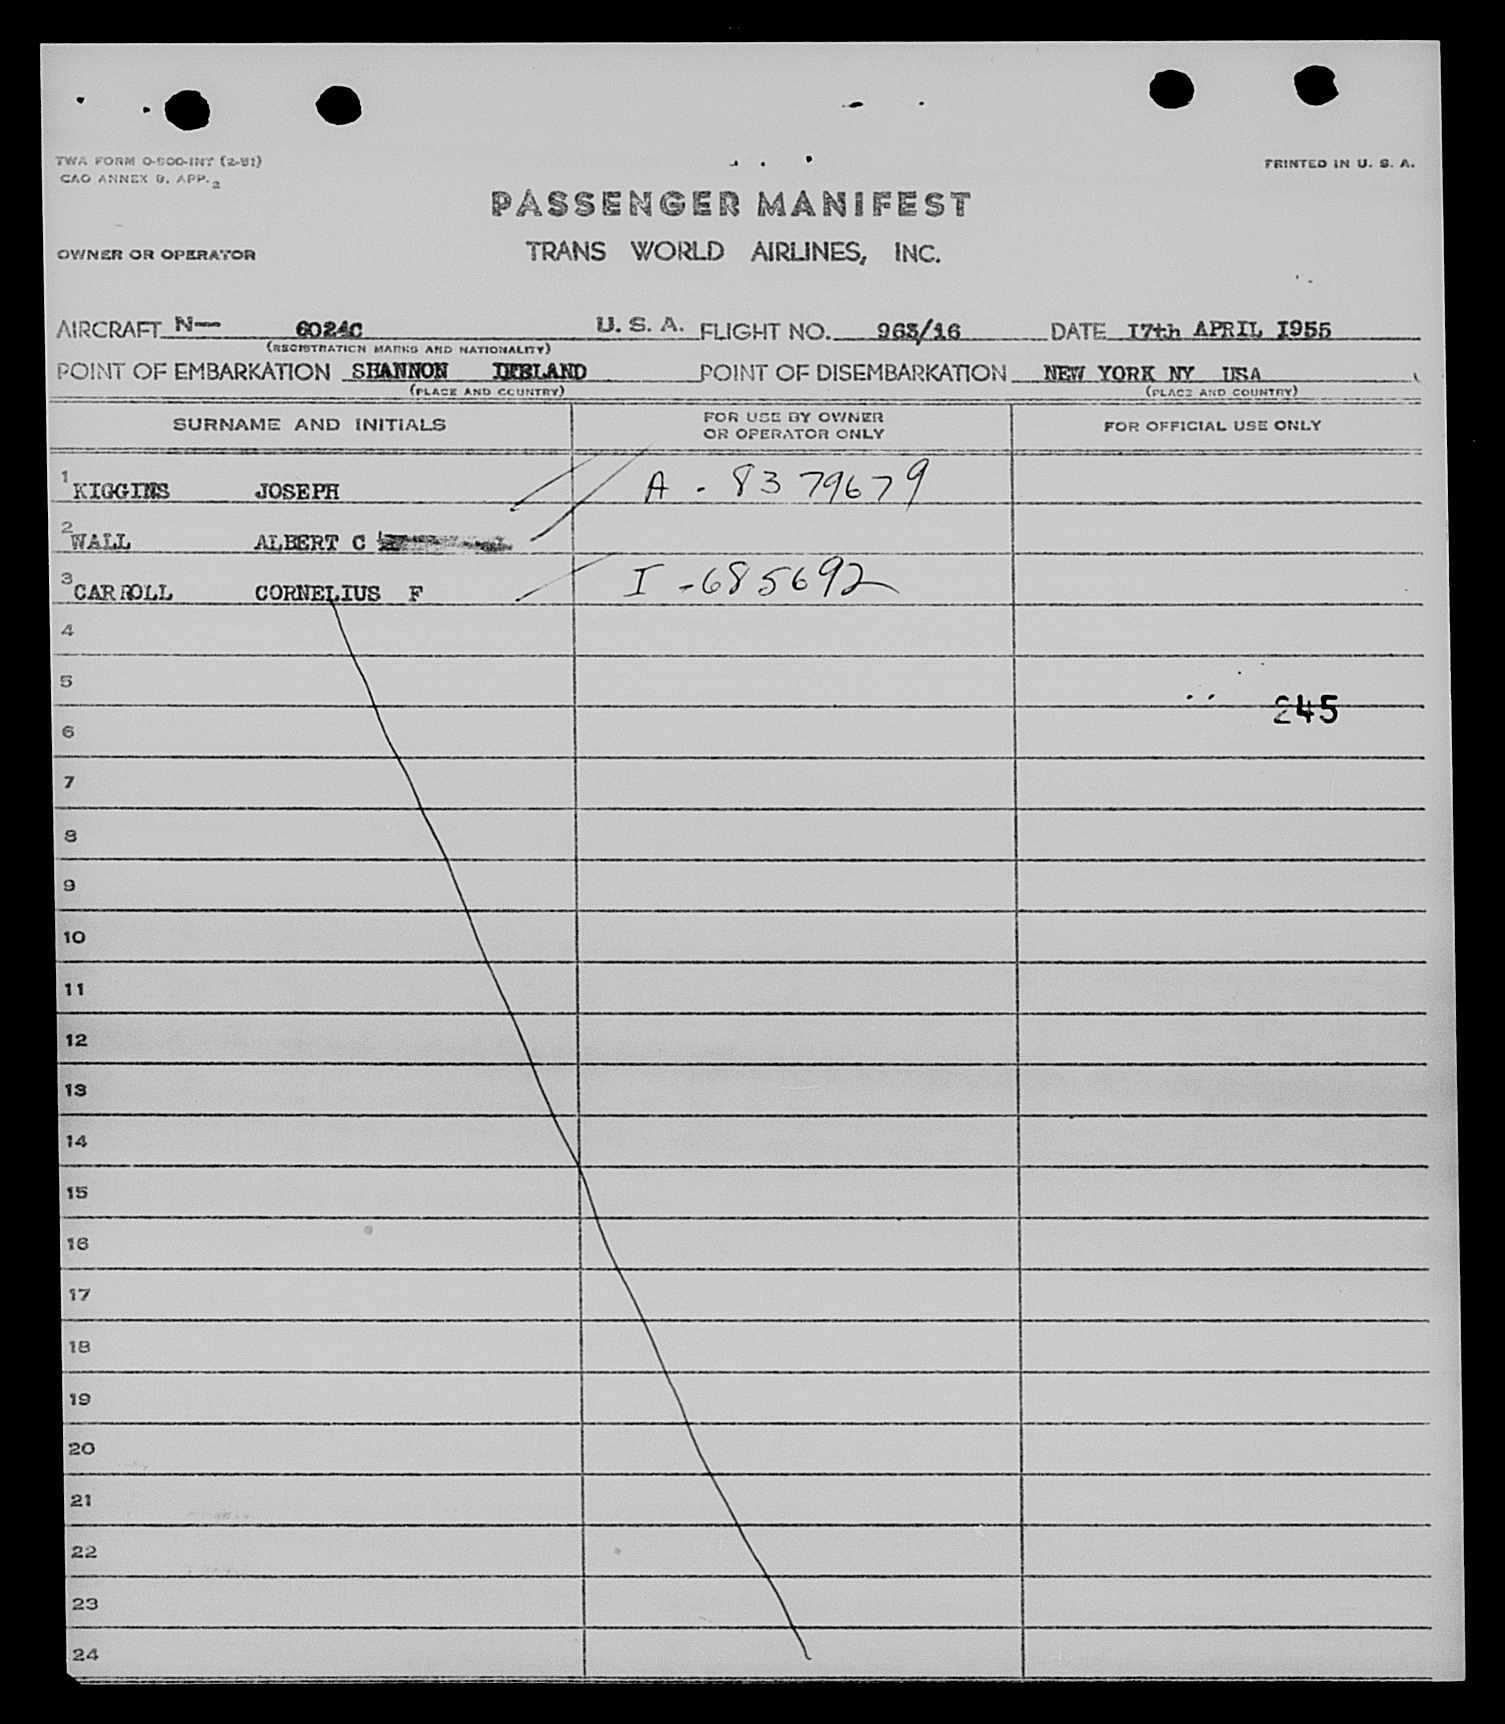 TWA FORM O-900-INT (2-51)
CAO ANNEX 9. APP. 2
PRINTED IN U. S. A.
PASSENGER MANIFEST
OWNER OR OPERATOR TRANS WORLD AIRLINES, INC.
AIRCRAFT N— 6024C U. S. A. FLIGHT NO. 963/16 DATE 17th APRIL 1955
(REGISTRATION MARKS AND NATIONALITY)
POINT OF EMBARKATION SHANNON IRELAND POINT OF DISEMBARKATION NEW YORK NY USA
(PLACE AND COUNTRY) (PLACE AND COUNTRY)
SURNAME AND INITIALS FOR USE BY OWNER OR OPERATOR ONLY FOR OFFICIAL USE ONLY
1 KIGGINS JOSEPH A - 8379679
2 WALL ALBERT C
3 CARROLL CORNELIUS F I - 685692
4
5
245
6
7
8
9
10
11
12
13
14
15
16
17
18
19
20
21
22
23
24